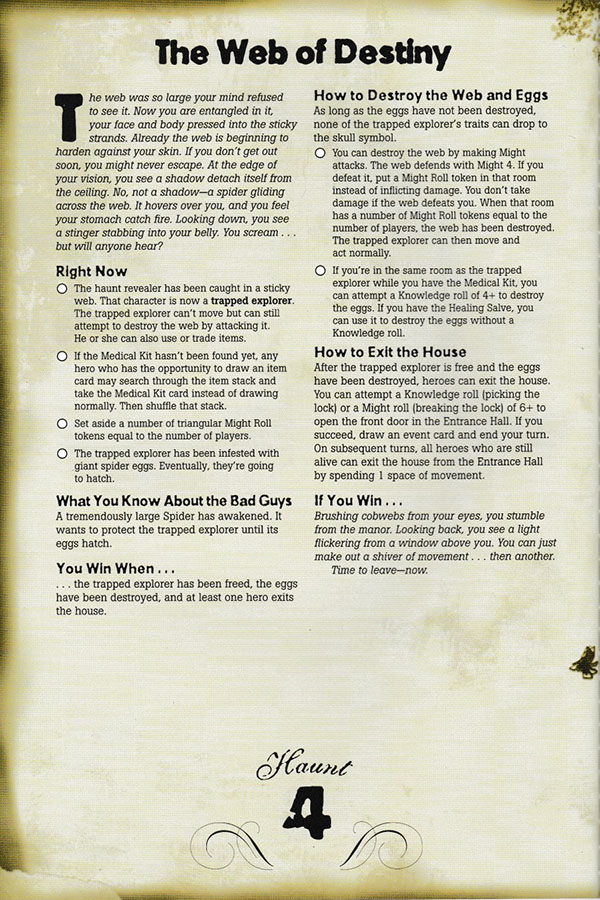 The Web of Destiny
The web was so large your mind refused
to see it. Now you are entangled in it,
your face and body pressed into the sticky
strands. Already the web is beginning to
harden against your skin. If you don't get out
soon, you might never escape. At the edge of
your vision, you see a shadow detach itself from
the ceiling. No, not a shadow—a spider gliding
across the web. It hovers over you, and you feel
your stomach catch fire. Looking down, you see
a stinger stabbing into your belly. You scream . . .
but will anyone hear?
Right Now
The haunt revealer has been caught in a sticky
web. That character is now a trapped explorer.
The trapped explorer can't move but can still
attempt to destroy the web by attacking it.
He or she can also use or trade items.
If the Medical Kit hasn't been found yet, any
hero who has the opportunity to draw an item
card may search through the item stack and
take the Medical Kit card instead of drawing
normally. Then shuffle that stack.
Set aside a number of triangular Might Roll
tokens equal to the number of players.
The trapped explorer has been infested with
giant spider eggs. Eventually, they're going
to hatch.
What You Know About the Bad Guys
A tremendously large Spider has awakened. It
wants to protect the trapped explorer until its
eggs hatch.
You Win When . . .
. . . the trapped explorer has been freed, the eggs
have been destroyed, and at least one hero exits
the house.
How to Destroy the Web and Eggs
As long as the eggs have not been destroyed,
none of the trapped explorer's traits can drop to
the skull symbol.
You can destroy the web by making Might
attacks. The web defends with Might 4. If you
defeat it, put a Might Roll token in that room
instead of inflicting damage. You don't take
damage if the web defeats you. When that room
has a number of Might Roll tokens equal to the
number of players, the web has been destroyed.
The trapped explorer can then move and
act normally.
If you're in the same room as the trapped
explorer while you have the Medical Kit, you
can attempt a Knowledge roll of 4+ to destroy
the eggs. If you have the Healing Salve, you
can use it to destroy the eggs without a
Knowledge roll.
How to Exit the House
After the trapped explorer is free and the eggs
have been destroyed, heroes can exit the house.
You can attempt a Knowledge roll (picking the
lock) or a Might roll (breaking the lock) of 6+ to
open the front door in the Entrance Hall. If you
succeed, draw an event card and end your turn.
On subsequent turns, all heroes who are still
alive can exit the house from the Entrance Hall
by spending 1 space of movement.
If You Win . . .
Brushing cobwebs from your eyes, you stumble
from the manor. Looking back, you see a light
flickering from a window above you. You can just
make out a shiver of movement . . . then another.
Time to leave—now.
Haunt
4